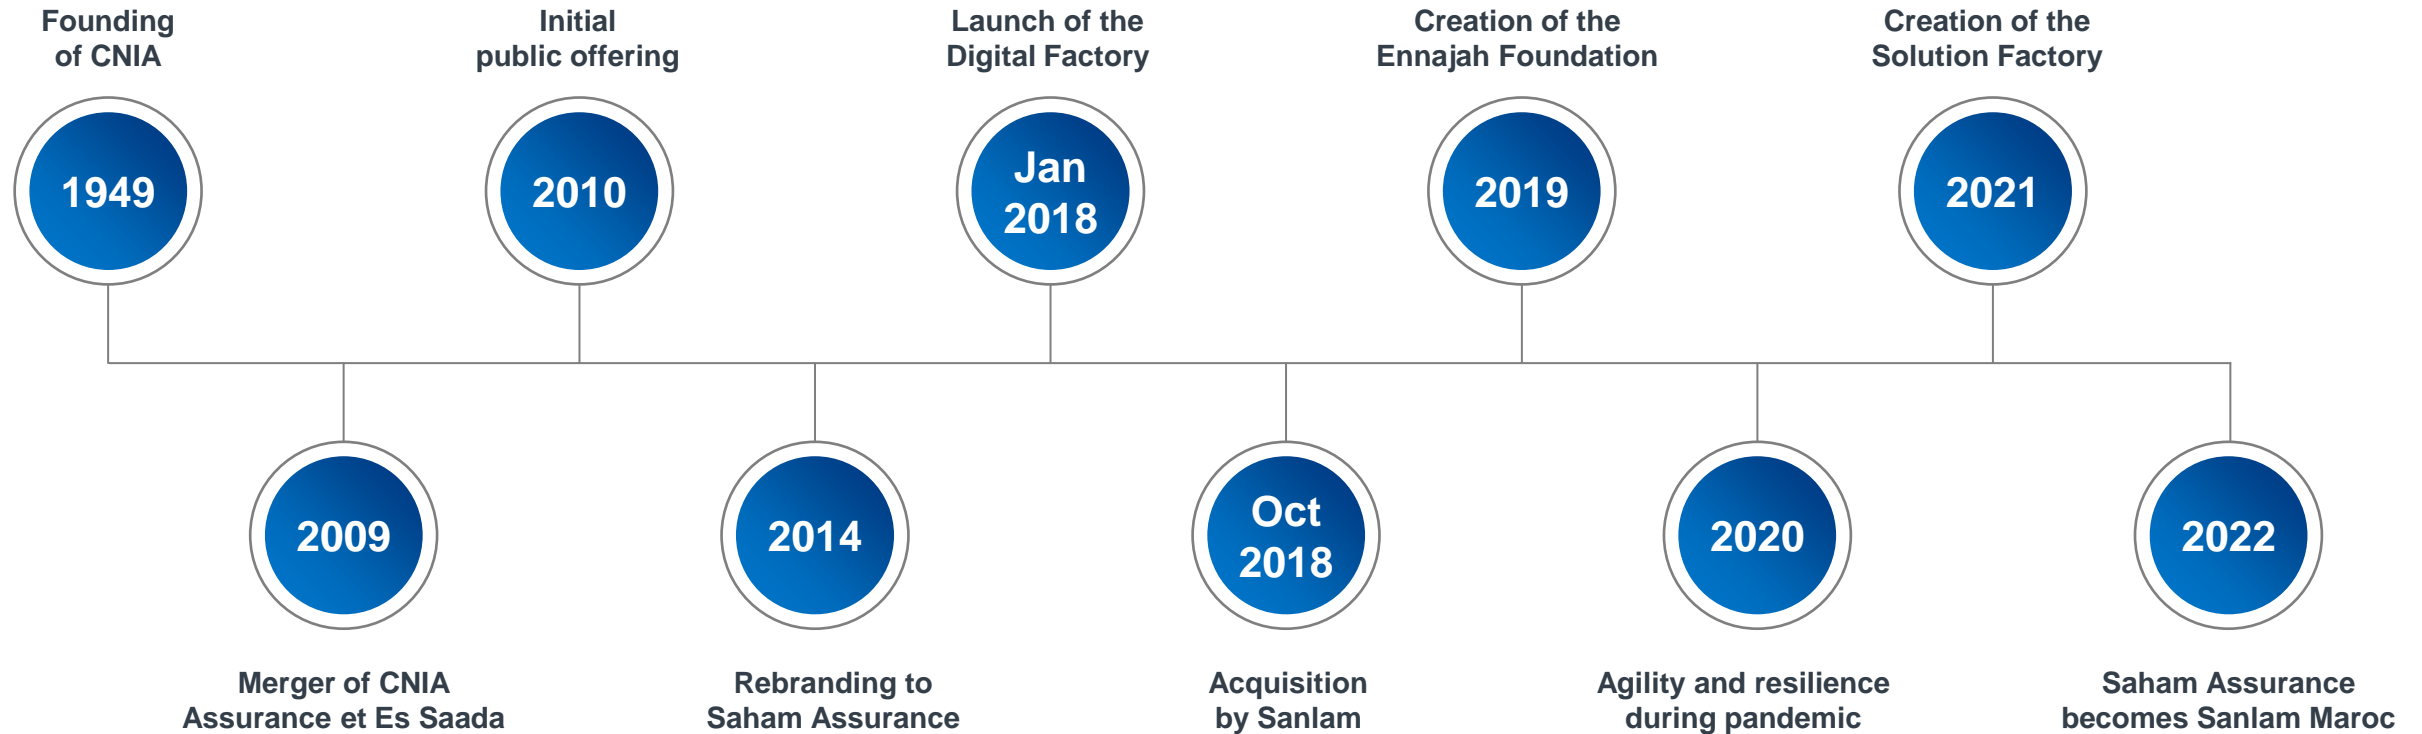 Founding
of CNIA
1949
Initial
public offering
2010
Launch of the
Digital Factory
Jan
2018
Creation of the
Ennajah Foundation
2019
Creation of the
Solution Factory
2021
2009
Merger of CNIA
Assurance et Es Saada
2014
Rebranding to
Saham Assurance
Oct
2018
Acquisition
by Sanlam
2020
Agility and resilience
during pandemic
2022
Saham Assurance
becomes Sanlam Maroc